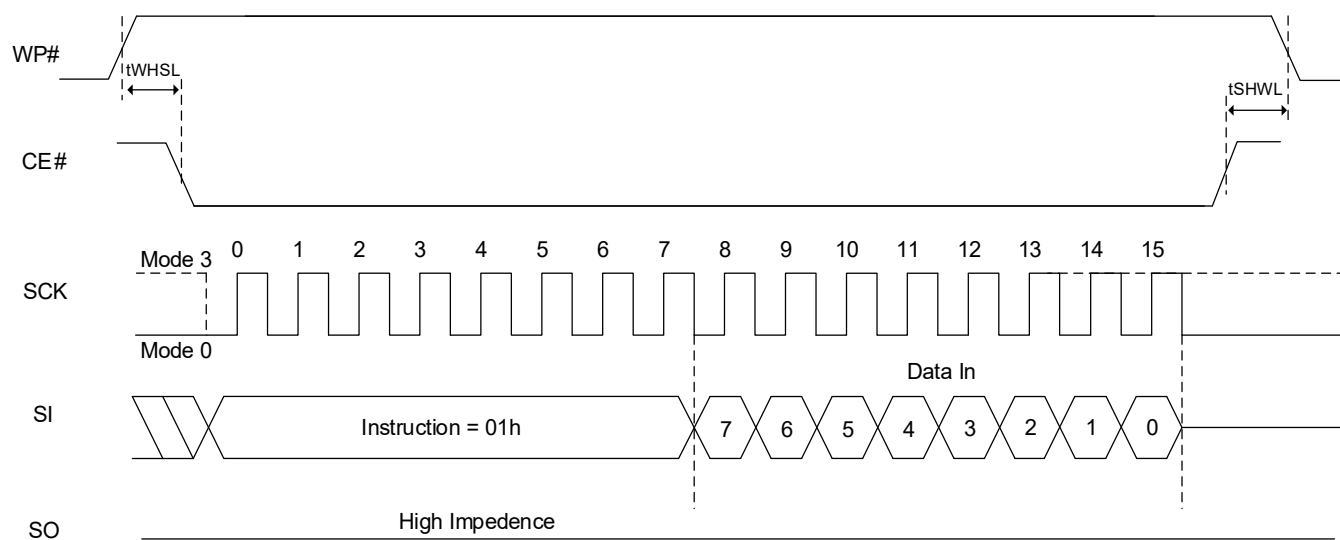 WP#
tWHSL
tSHWL
CE#
0 1 2 3 4 5 6 7 8 9 10 11 12 13 14 15
Mode 3
SCK
Mode 0
Data In
SI
Instruction = 01h
7 6 5 4 3 2 1 0
High Impedence
SO